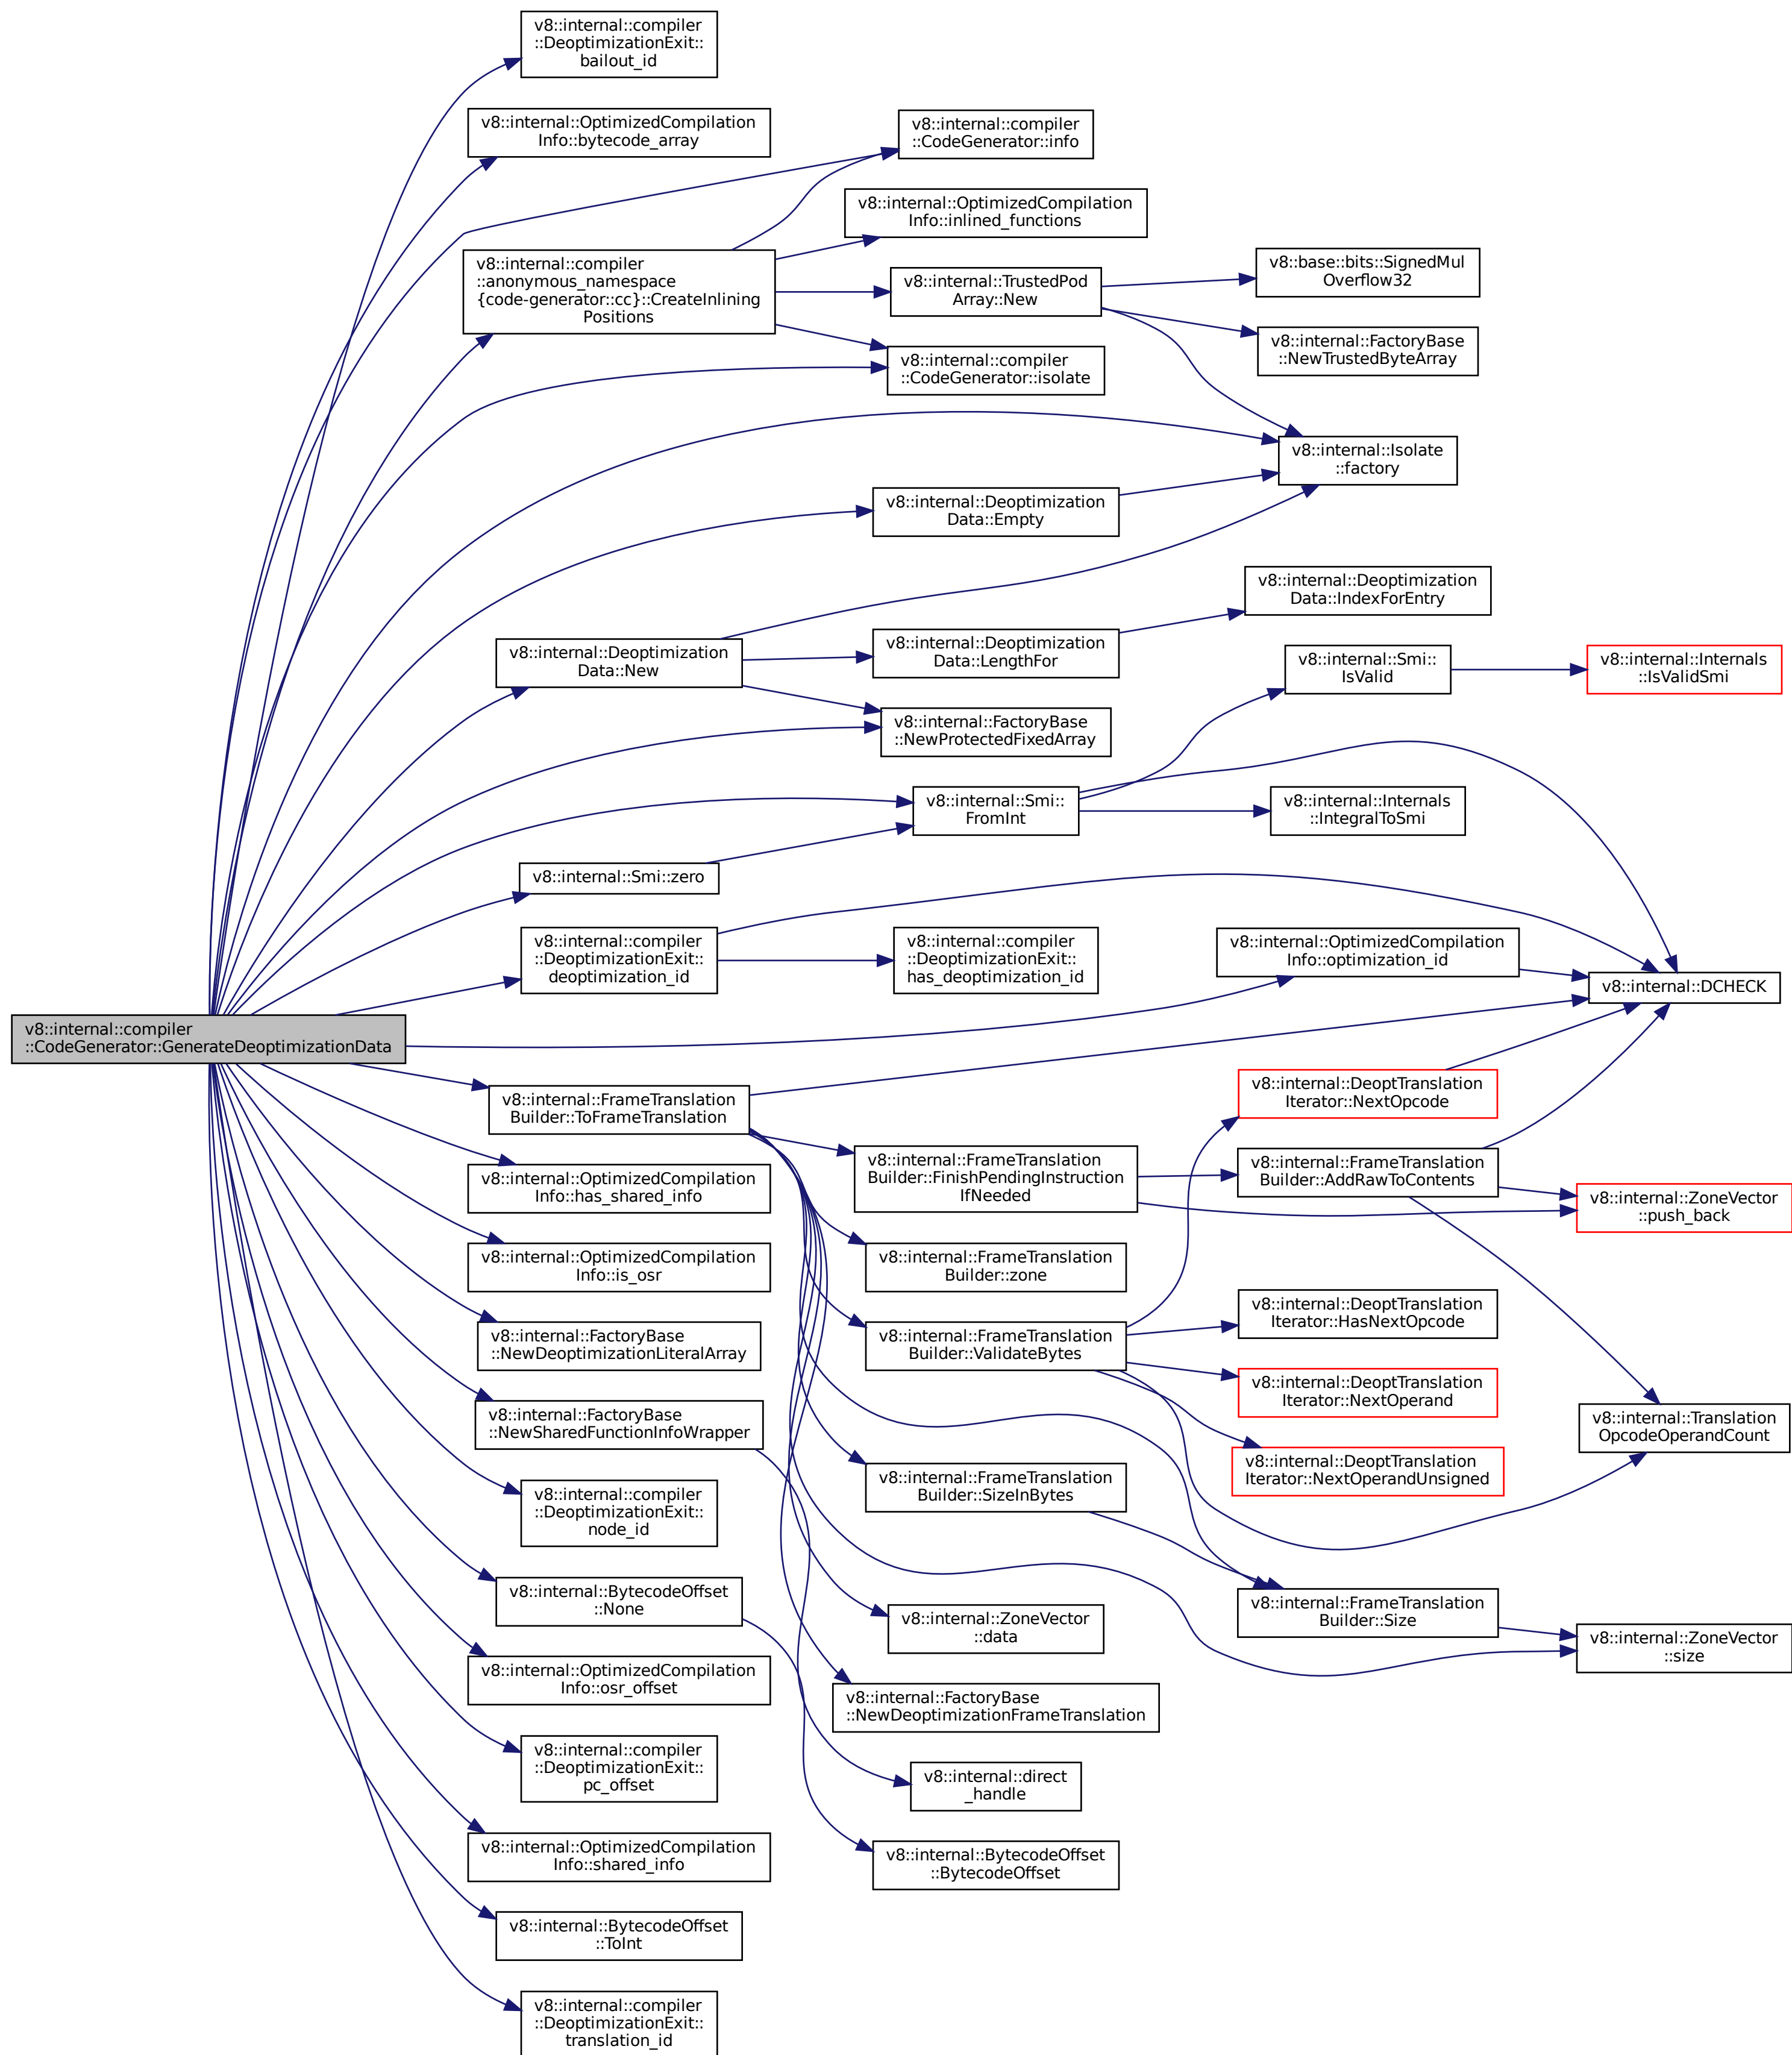 v8::internal::compiler
::DeoptimizationExit::
bailout_id
v8::internal::OptimizedCompilation
Info::bytecode_array
v8::internal::compiler
::CodeGenerator::info
v8::internal::OptimizedCompilation
Info::inlined_functions
v8::internal::compiler
::anonymous_namespace
{code-generator::cc}::CreateInlining
Positions
v8::internal::TrustedPod
Array::New
v8::base::bits::SignedMul
Overflow32
v8::internal::FactoryBase
::NewTrustedByteArray
v8::internal::compiler
::CodeGenerator::isolate
v8::internal::Isolate
::factory
v8::internal::Deoptimization
Data::Empty
v8::internal::Deoptimization
Data::IndexForEntry
v8::internal::Deoptimization
Data::New
v8::internal::Deoptimization
Data::LengthFor
v8::internal::Smi::
IsValid
v8::internal::Internals
::IsValidSmi
v8::internal::FactoryBase
::NewProtectedFixedArray
v8::internal::Smi::
FromInt
v8::internal::Internals
::IntegralToSmi
v8::internal::Smi::zero
v8::internal::compiler
::DeoptimizationExit::
deoptimization_id
v8::internal::compiler
::DeoptimizationExit::
has_deoptimization_id
v8::internal::OptimizedCompilation
Info::optimization_id
v8::internal::DCHECK
v8::internal::compiler
::CodeGenerator::GenerateDeoptimizationData
v8::internal::FrameTranslation
Builder::ToFrameTranslation
v8::internal::DeoptTranslation
Iterator::NextOpcode
v8::internal::OptimizedCompilation
Info::has_shared_info
v8::internal::FrameTranslation
Builder::FinishPendingInstruction
IfNeeded
v8::internal::FrameTranslation
Builder::AddRawToContents
v8::internal::ZoneVector
::push_back
v8::internal::OptimizedCompilation
Info::is_osr
v8::internal::FrameTranslation
Builder::zone
v8::internal::DeoptTranslation
Iterator::HasNextOpcode
v8::internal::FactoryBase
::NewDeoptimizationLiteralArray
v8::internal::FrameTranslation
Builder::ValidateBytes
v8::internal::DeoptTranslation
Iterator::NextOperand
v8::internal::FactoryBase
::NewSharedFunctionInfoWrapper
v8::internal::Translation
OpcodeOperandCount
v8::internal::DeoptTranslation
Iterator::NextOperandUnsigned
v8::internal::FrameTranslation
Builder::SizeInBytes
v8::internal::compiler
::DeoptimizationExit::
node_id
v8::internal::BytecodeOffset
::None
v8::internal::ZoneVector
::data
v8::internal::FrameTranslation
Builder::Size
v8::internal::ZoneVector
::size
v8::internal::OptimizedCompilation
Info::osr_offset
v8::internal::FactoryBase
::NewDeoptimizationFrameTranslation
v8::internal::compiler
::DeoptimizationExit::
pc_offset
v8::internal::direct
_handle
v8::internal::OptimizedCompilation
Info::shared_info
v8::internal::BytecodeOffset
::BytecodeOffset
v8::internal::BytecodeOffset
::ToInt
v8::internal::compiler
::DeoptimizationExit::
translation_id